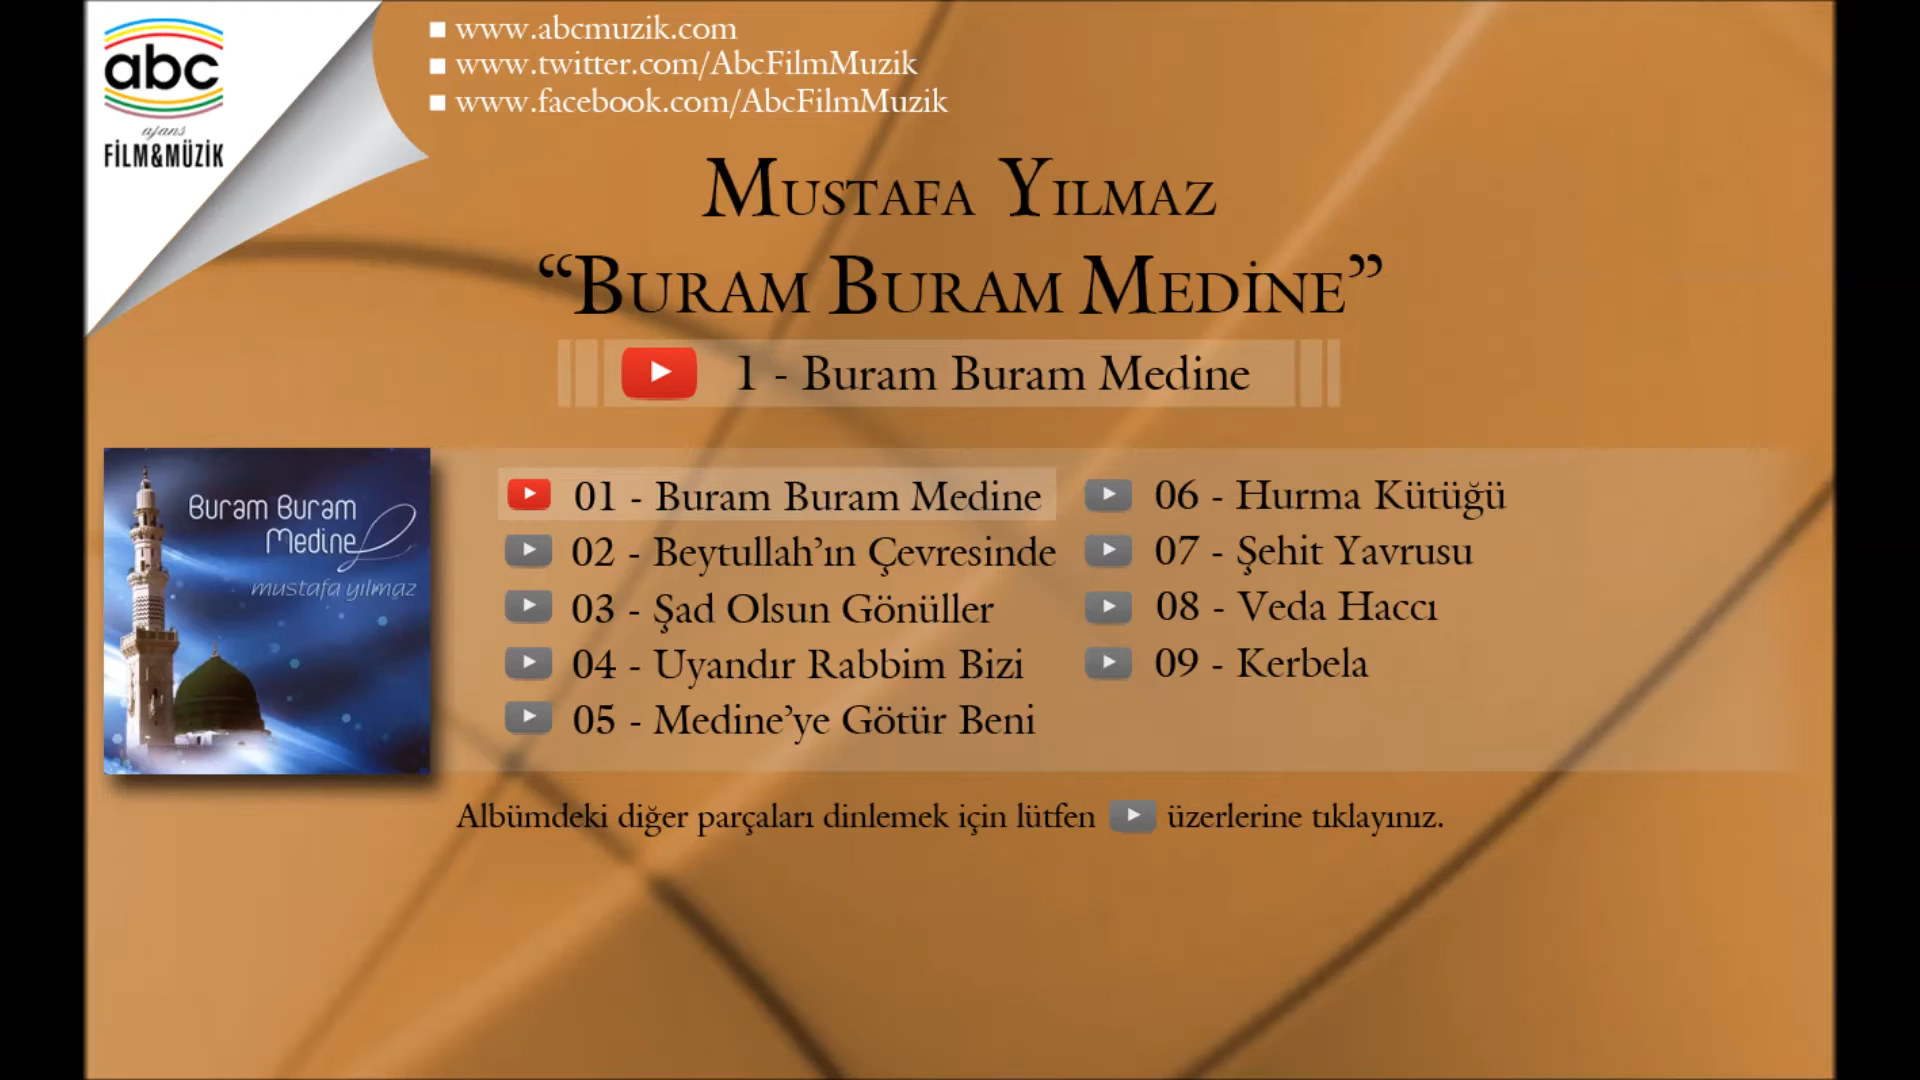 abc
ajans
FİLM&MÜZİK
www.abcmuzik.com
www.twitter.com/AbcFilmMuzik
www.facebook.com/AbcFilmMuzik
MUSTAFA YILMAZ
“BURAM BURAM MEDİNE”
1 - Buram Buram Medine
Buram Buram
Medine
mustafa yılmaz
01 - Buram Buram Medine
02 - Beytullah’ın Çevresinde
03 - Şad Olsun Gönüller
04 - Uyandır Rabbim Bizi
05 - Medine’ye Götür Beni
06 - Hurma Kütüğü
07 - Şehit Yavrusu
08 - Veda Haccı
09 - Kerbela
Albümdeki diğer parçaları dinlemek için lütfen üzerlerine tıklayınız.